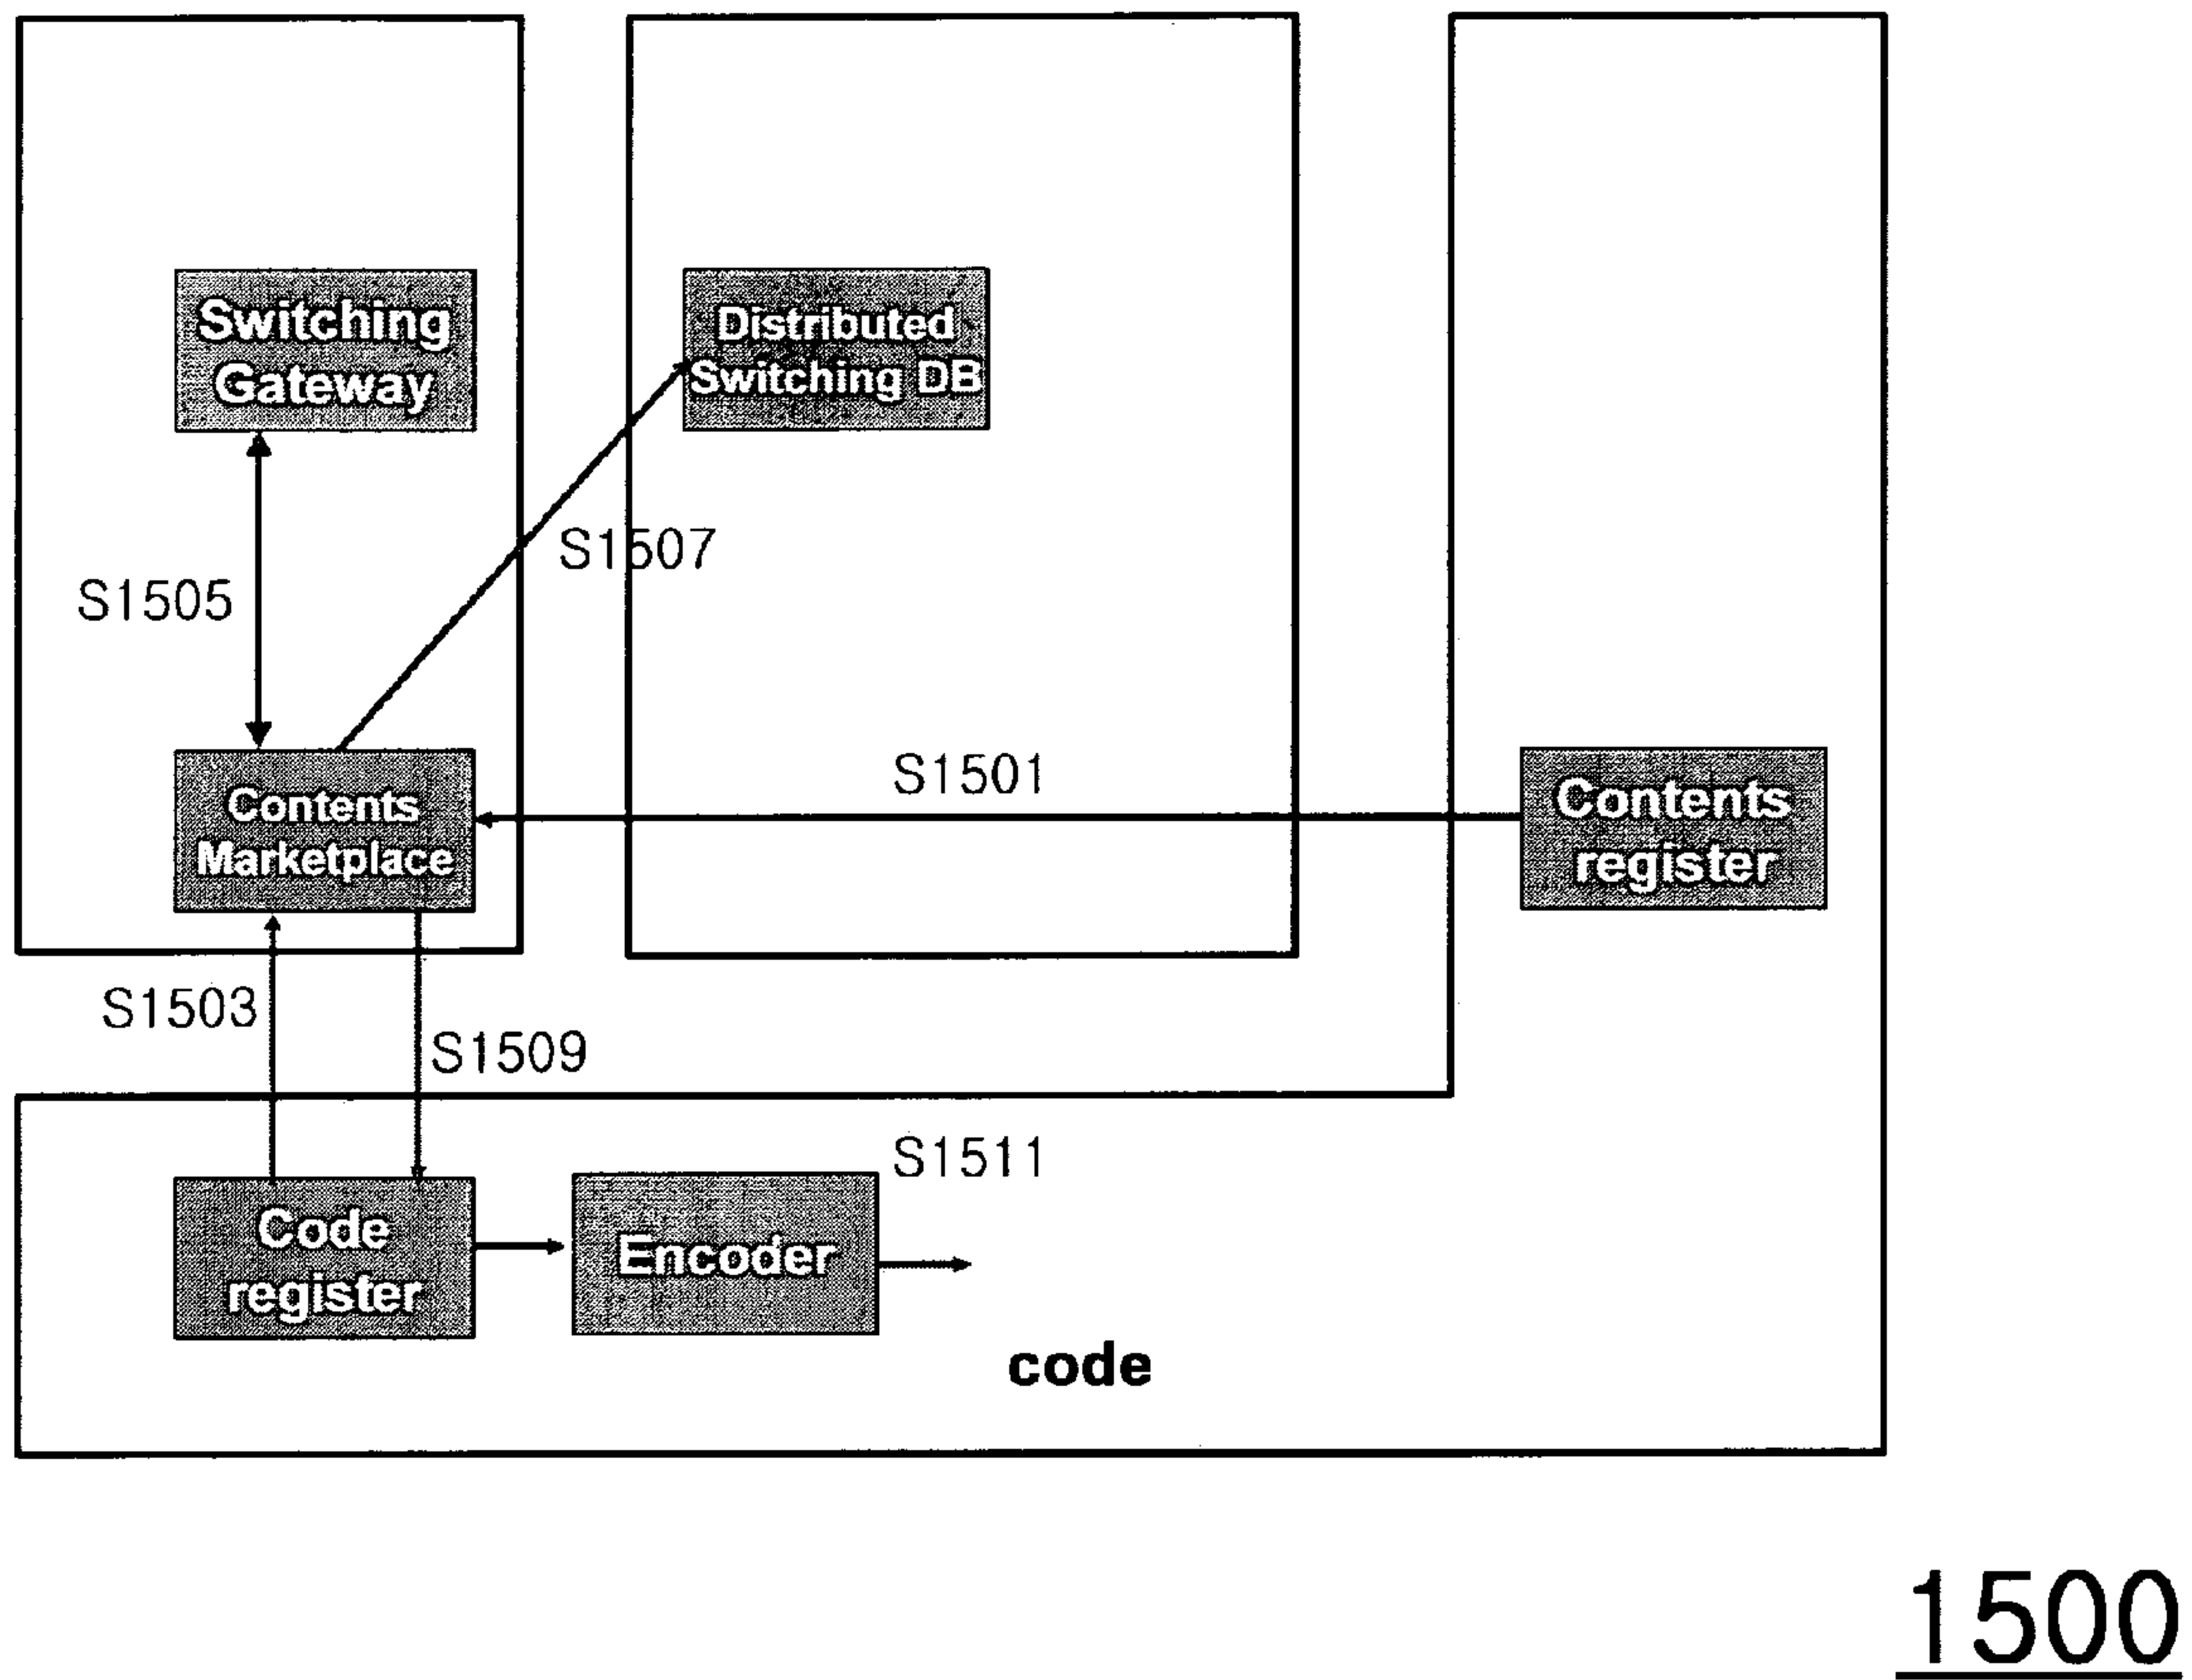 Switching
Gateway
Distributed
Switching DB
S1507
S1505
S1501
Contents
Marketplace
Contents
register
S1503
S1509
S1511
Code
register
Encoder
code
1500